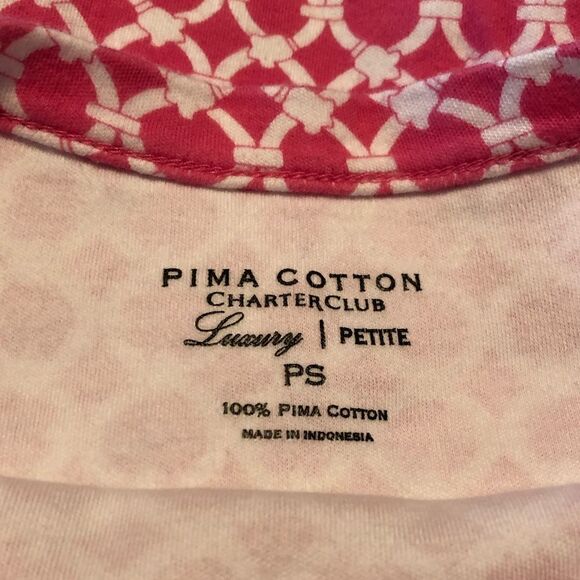 PIMA COTTON
CHARTERCLUB
Luxury | PETITE
PS
100% PIMA COTTON
MADE IN INDONESIA